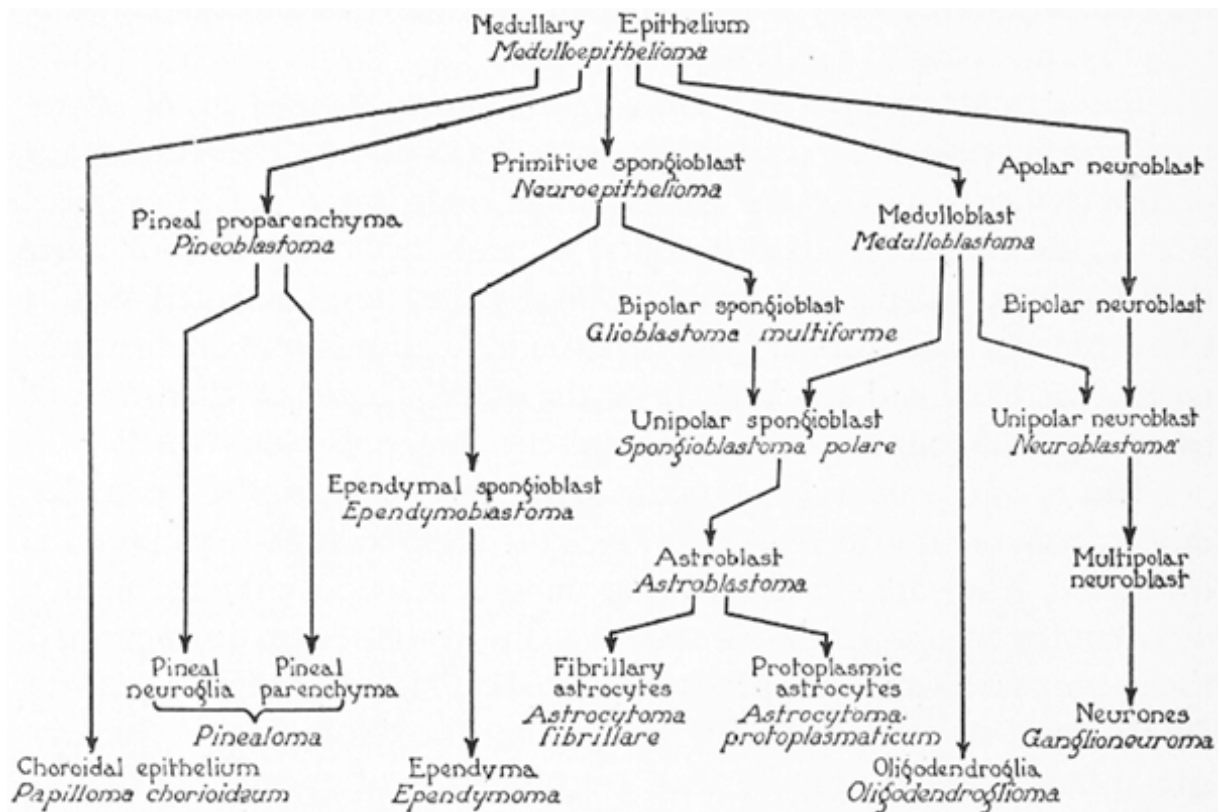 Medullary Epithelium
Medulloepithelioma
Primitive spongioblast
Neuroepithelioma
Apolar neuroblast
Pineal proparenchyma
Pineoblastoma
Medulloblast
Medulloblastoma
Bipolar spongioblast
Glioblastoma multiforme
Bipolar neuroblast
Unipolar spongioblast
Spongioblastoma polare
Unipolar neuroblast
Neuroblastoma
Ependymal spongioblast
Ependymoblastoma
Astroblast
Astroblastoma
Multipolar
neuroblast
Pineal
neuroglia
Pineal
parenchyma
Pinealoma
Fibrillary
astrocytes
Astrocytoma
fibrillare
Protoplasmic
astrocytes
Astrocytoma
protoplasmaticum
Neurones
Ganglioneuroma
Choroidal epithelium
Papilloma chorioideum
Ependyma
Ependymoma
Oligodendroglia
Oligodendroglioma